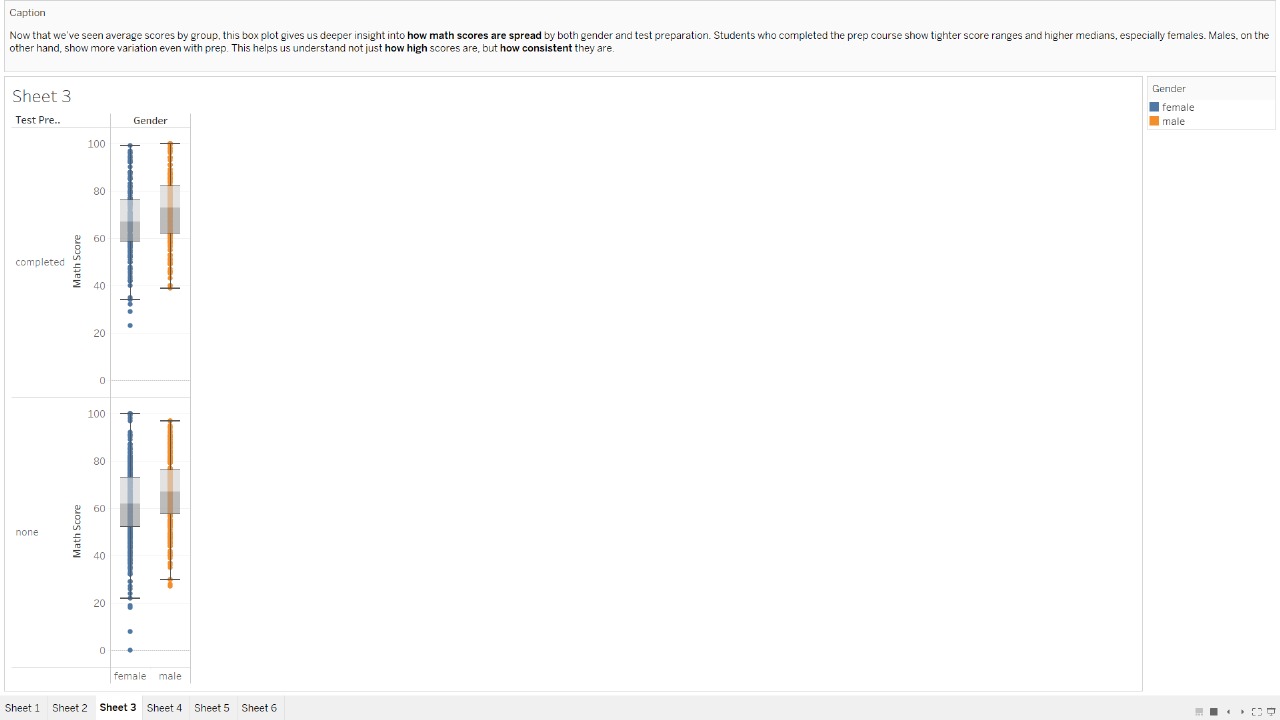 Caption
Now that we've seen average scores by group, this box plot gives us deeper insight into how math scores are spread by both gender and test preparation. Students who completed the prep course show tighter score ranges and higher medians, especially females. Males, on the
other hand, show more variation even with prep. This helps us understand not just how high scores are, but how consistent they are.
Sheet 3
Gender
female
male
Test Pre..
Gender
100
80
60
40
20
0
completed
Math Score
100
80
60
40
20
0
none
Math Score
female male
Sheet 1 Sheet 2 Sheet 3 Sheet 4 Sheet 5 Sheet 6